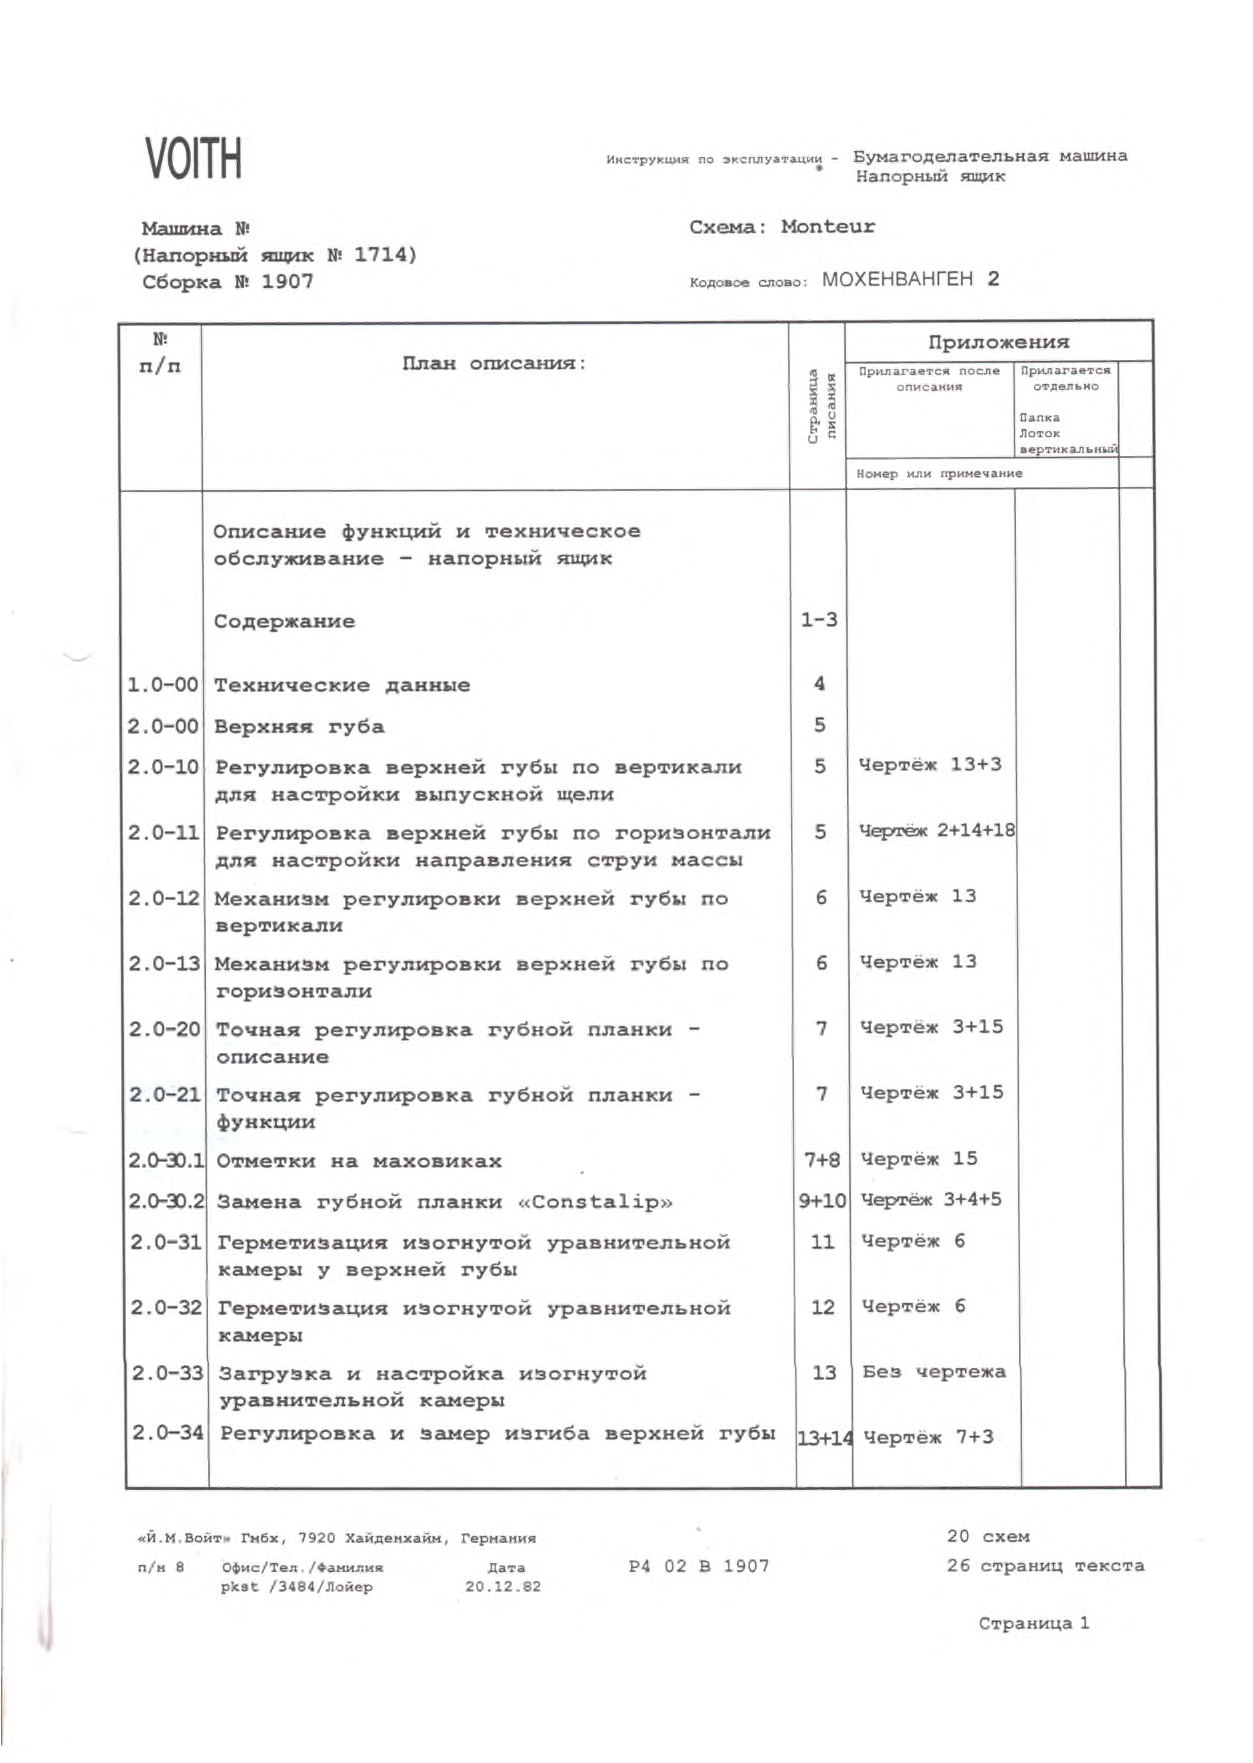 VOITH
Инструкция по эксплуатации - Бумагоделательная машина
Напорный ящик
Машина №
(Напорный ящик № 1714)
Сборка № 1907
Схема: Monteur
Кодовое слово: МОХЕНВАНГЕН 2
№
п/п
План описания:
Страница
писания
Приложения
Прилагается после
описания
Прилагается
отдельно
Папка
Лоток
вертикальный
Номер или примечание
Описание функций и техническое
обслуживание – напорный ящик
Содержание 1-3
1.0-00 Технические данные 4
2.0-00 Верхняя губа 5
2.0-10 Регулировка верхней губы по вертикали 5 Чертёж 13+3
для настройки выпускной щели
2.0-11 Регулировка верхней губы по горизонтали 5 Чертёж 2+14+18
для настройки направления струи массы
2.0-12 Механизм регулировки верхней губы по 6 Чертёж 13
вертикали
2.0-13 Механизм регулировки верхней губы по 6 Чертёж 13
горизонтали
2.0-20 Точная регулировка губной планки – 7 Чертёж 3+15
описание
2.0-21 Точная регулировка губной планки – 7 Чертёж 3+15
функции
2.0-30.1 Отметки на маховиках 7+8 Чертёж 15
2.0-30.2 Замена губной планки «Constalip» 9+10 Чертёж 3+4+5
2.0-31 Герметизация изогнутой уравнительной 11 Чертёж 6
камеры у верхней губы
2.0-32 Герметизация изогнутой уравнительной 12 Чертёж 6
камеры
2.0-33 Загрузка и настройка изогнутой 13 Без чертежа
уравнительной камеры
2.0-34 Регулировка и замер изгиба верхней губы 13+14 Чертёж 7+3
«Й.М.Войт» Гмбх, 7920 Хайденхайм, Германия
п/н 8 Офис/Тел./Фамилия Дата
pkst /3484/Лойер 20.12.82
P4 02 B 1907
20 схем
26 страниц текста
Страница 1